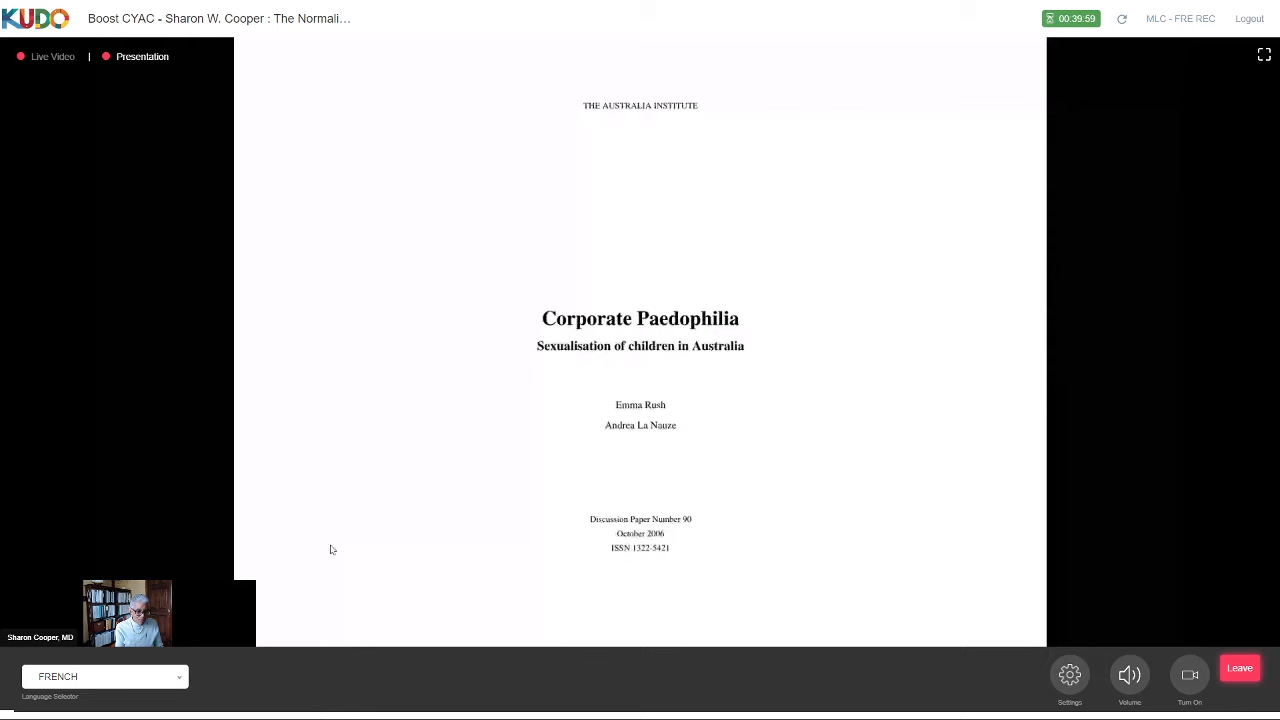 KUDO
Boost CYAC - Sharon W. Cooper : The Normali...
00:39:59
MLC - FRE REC
Logout
Live Video | Presentation
THE AUSTRALIA INSTITUTE
Corporate Paedophilia
Sexualisation of children in Australia
Emma Rush
Andrea La Nauze
Discussion Paper Number 90
October 2006
ISSN 1322-5421
Sharon Cooper, MD
FRENCH
Language Selector
Settings
Volume
Turn On
Leave